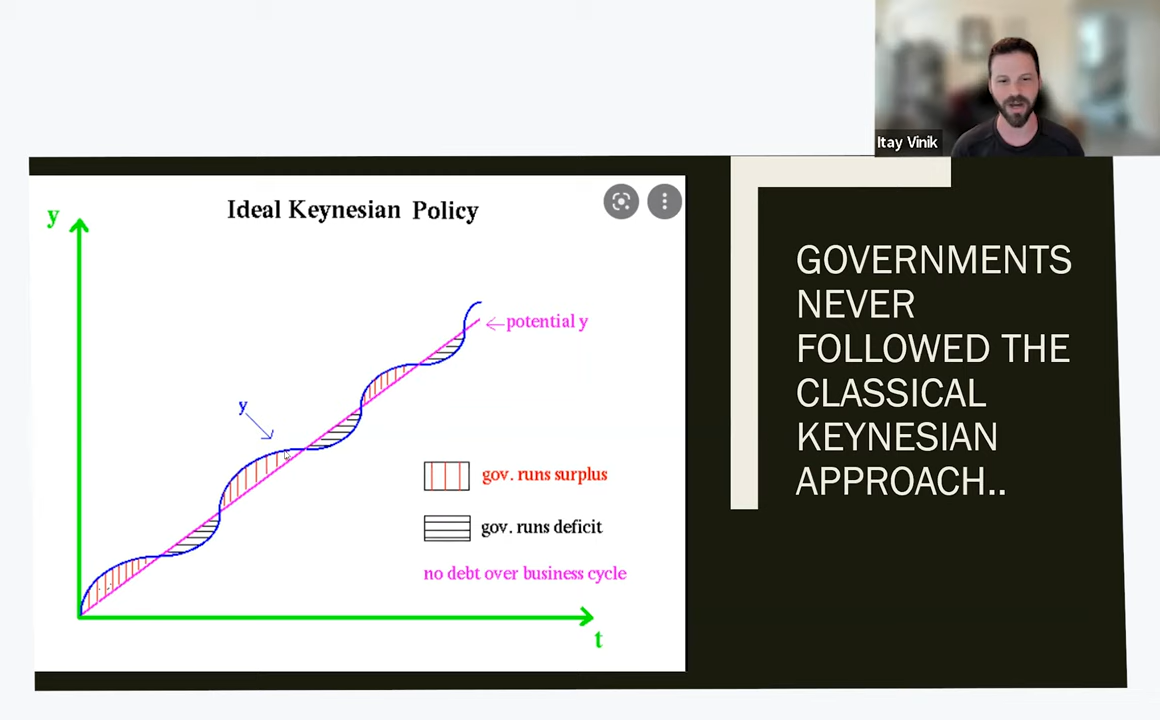 Itay Vinik
Ideal Keynesian Policy
y
potential y
y
gov. runs surplus
gov. runs deficit
no debt over business cycle
t
GOVERNMENTS
NEVER
FOLLOWED THE
CLASSICAL
KEYNESIAN
APPROACH..